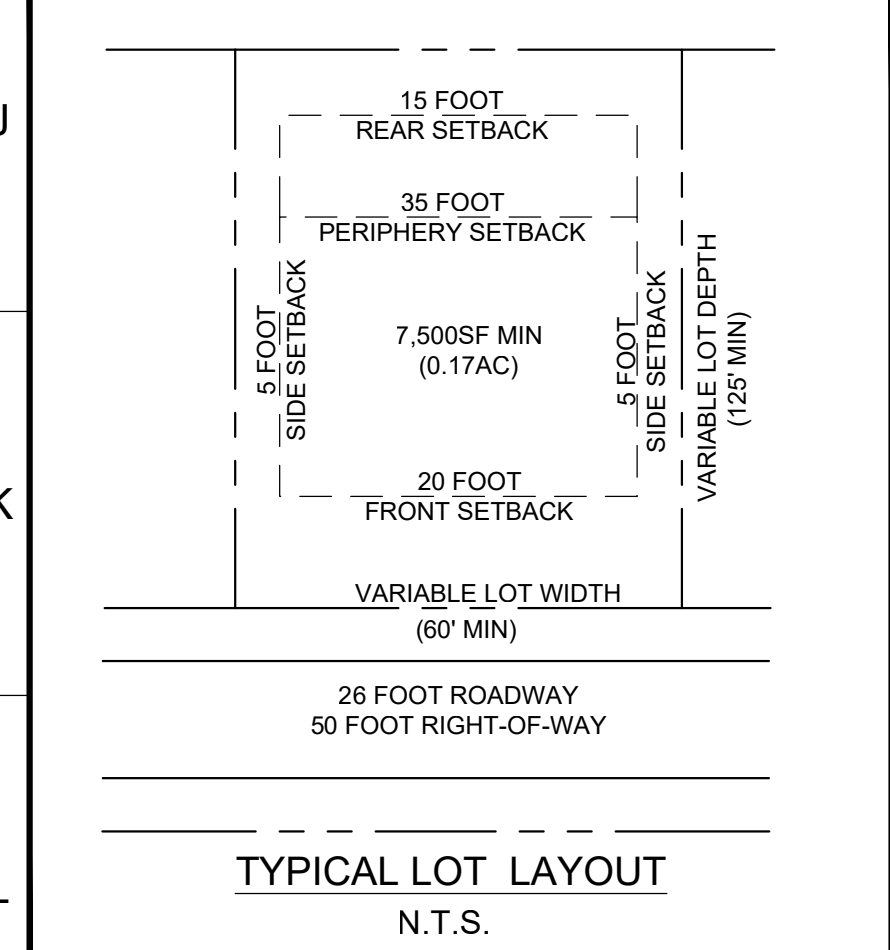 15 FOOT
REAR SETBACK
35 FOOT
PERIPHERY SETBACK
5 FOOT
SIDE SETBACK
7,500SF MIN
(0.17AC)
5 FOOT
SIDE SETBACK
VARIABLE LOT DEPTH
(125' MIN)
20 FOOT
FRONT SETBACK
VARIABLE LOT WIDTH
(60' MIN)
26 FOOT ROADWAY
50 FOOT RIGHT-OF-WAY
TYPICAL LOT LAYOUT
N.T.S.